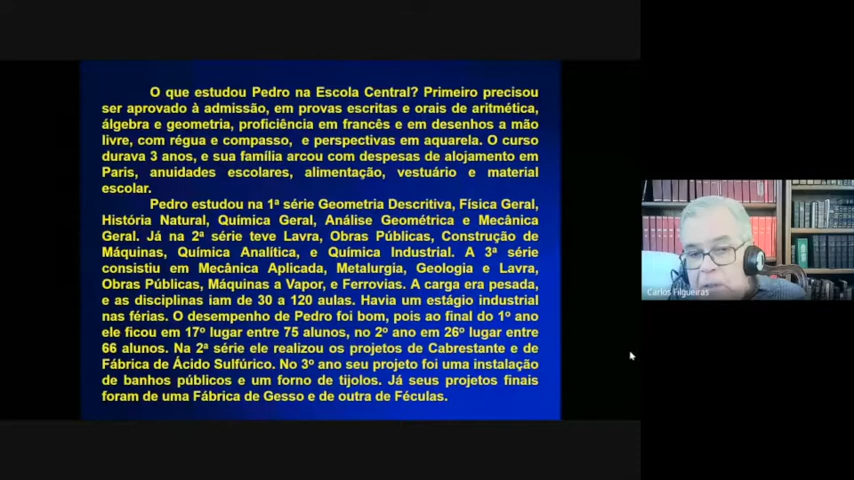 O que estudou Pedro na Escola Central? Primeiro precisou
ser aprovado à admissão, em provas escritas e orais de aritmética,
álgebra e geometria, proficiência em francês e em desenhos a mão
livre, com régua e compasso, e perspectivas em aquarela. O curso
durava 3 anos, e sua família arcou com despesas de alojamento em
Paris, anuidades escolares, alimentação, vestuário e material
escolar.
Pedro estudou na 1ª série Geometria Descritiva, Física Geral,
História Natural, Química Geral, Análise Geométrica e Mecânica
Geral. Já na 2ª série teve Lavra, Obras Públicas, Construção de
Máquinas, Química Analítica, e Química Industrial. A 3ª série
consistiu em Mecânica Aplicada, Metalurgia, Geologia e Lavra,
Obras Públicas, Máquinas a Vapor, e Ferrovias. A carga era pesada,
e as disciplinas iam de 30 a 120 aulas. Havia um estágio industrial
nas férias. O desempenho de Pedro foi bom, pois ao final do 1º ano
ele ficou em 17º lugar entre 75 alunos, no 2º ano em 26º lugar entre
66 alunos. Na 2ª série ele realizou os projetos de Cabrestante e de
Fábrica de Ácido Sulfúrico. No 3º ano seu projeto foi uma instalação
de banhos públicos e um forno de tijolos. Já seus projetos finais
foram de uma Fábrica de Gesso e de outra de Féculas.
Carlos Filgueiras